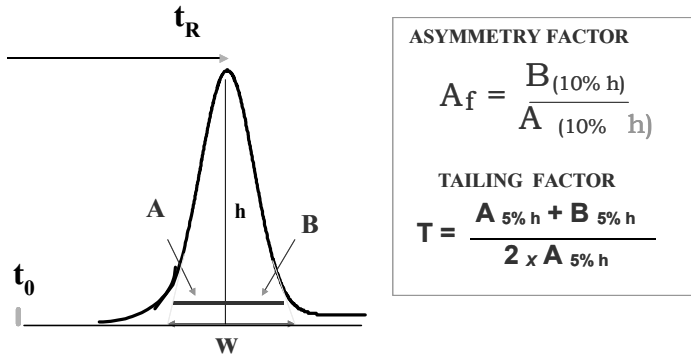 t_R
A
h
B
t_0
W
ASYMMETRY FACTOR
A_f = B_(10% h) / A_(10% h)
TAILING FACTOR
T = A_5% h + B_5% h / 2 x A_5% h